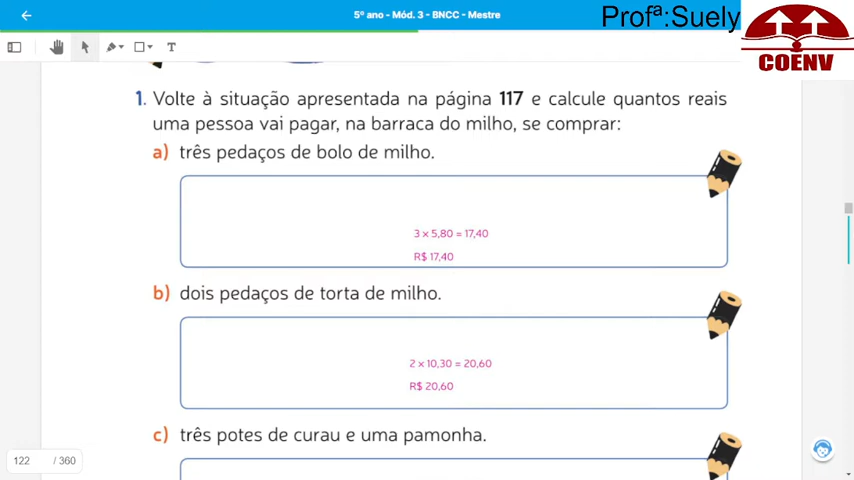 5º ano - Mód. 3 - BNCC - Mestre
Profª:Suely
COENV
T
1. Volte à situação apresentada na página 117 e calcule quantos reais
uma pessoa vai pagar, na barraca do milho, se comprar:
a) três pedaços de bolo de milho.
3 x 5,80 = 17,40
R$ 17,40
b) dois pedaços de torta de milho.
2 x 10,30 = 20,60
R$ 20,60
c) três potes de curau e uma pamonha.
122 / 360